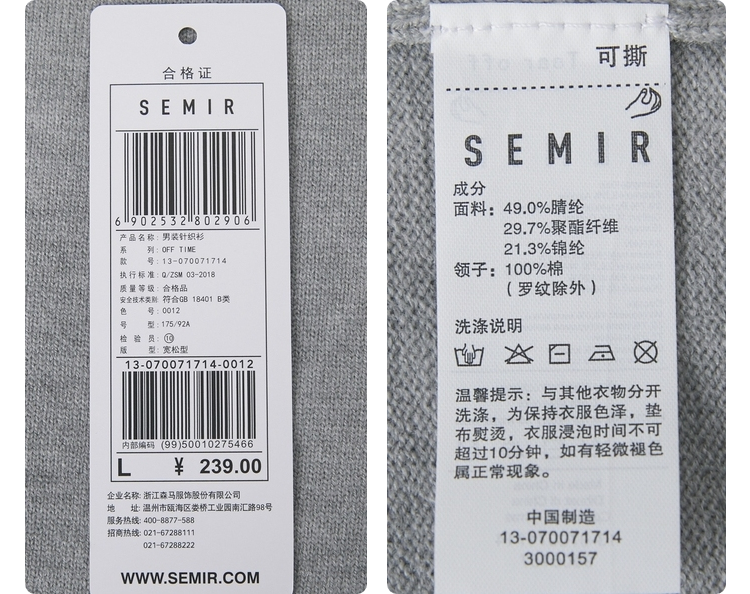 合格证
SEMIR
6 902532 802906
产品名称: 男装针织衫
系 列: OFF TIME
款 号: 13-070071714
执行标准: Q/ZSM 03-2018
质量等级: 合格品
安全技术类别 符合GB 18401 B类
色 号: 0012
号 型: 175/92A
检 验 员: ⑩
版 型: 宽松型
13-070071714-0012
内部编码 (99)50010275466
L ¥ 239.00
企业名称: 浙江森马服饰股份有限公司
地 址: 温州市瓯海区娄桥工业园南汇路98号
服务热线: 400-8877-588
招商热线: 021-67288111
021-67288222
WWW.SEMIR.COM
可撕
SEMIR
成分
面料: 49.0%腈纶
29.7%聚酯纤维
21.3%锦纶
领子: 100%棉
(罗纹除外)
洗涤说明
温馨提示: 与其他衣物分开
洗涤, 为保持衣服色泽, 垫
布熨烫, 衣服浸泡时间不可
超过10分钟, 如有轻微褪色
属正常现象。
中国制造
13-070071714
3000157